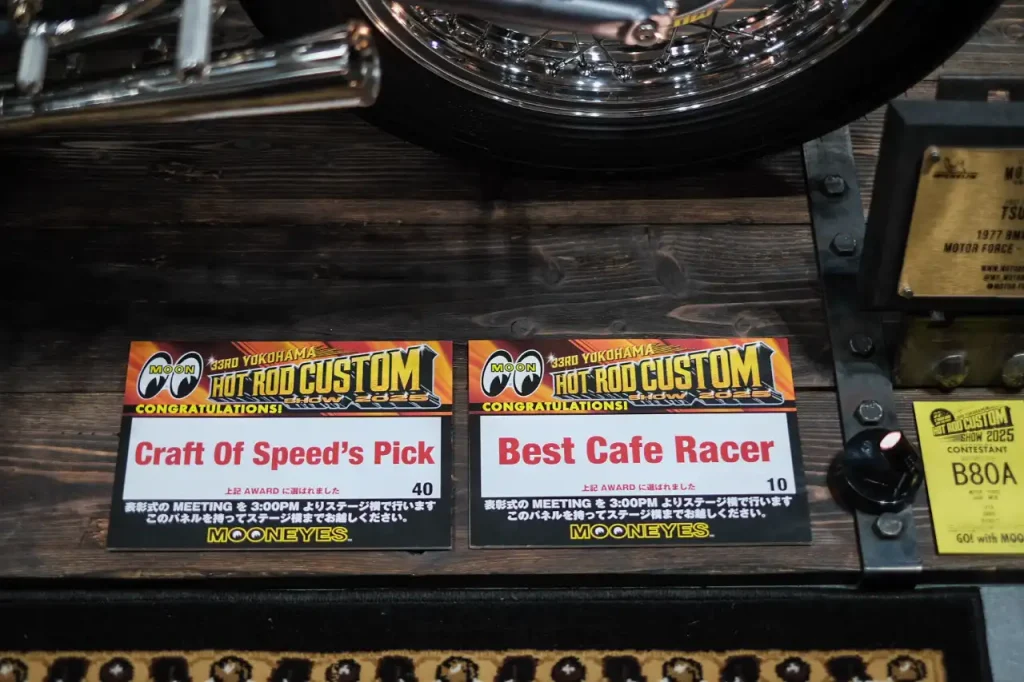 MOON
33RD YOKOHAMA
HOT ROD CUSTOM
SHOW 2025
CONGRATULATIONS!
Craft Of Speed's Pick
上記 AWARD に選ばれました
40
表彰式の MEETING を 3:00PM よりステージ横で行います
このパネルを持ってステージ横までお越しください。
MOONEYES
MOON
33RD YOKOHAMA
HOT ROD CUSTOM
SHOW 2025
CONGRATULATIONS!
Best Cafe Racer
上記 AWARD に選ばれました
10
表彰式の MEETING を 3:00PM よりステージ横で行います
このパネルを持ってステージ横までお越しください。
MOONEYES
TSU
1977 BMW
MOTOR FORCE -
HOT ROD CUSTOM
SHOW 2025
CONTESTANT
B80A
GO! with MOO